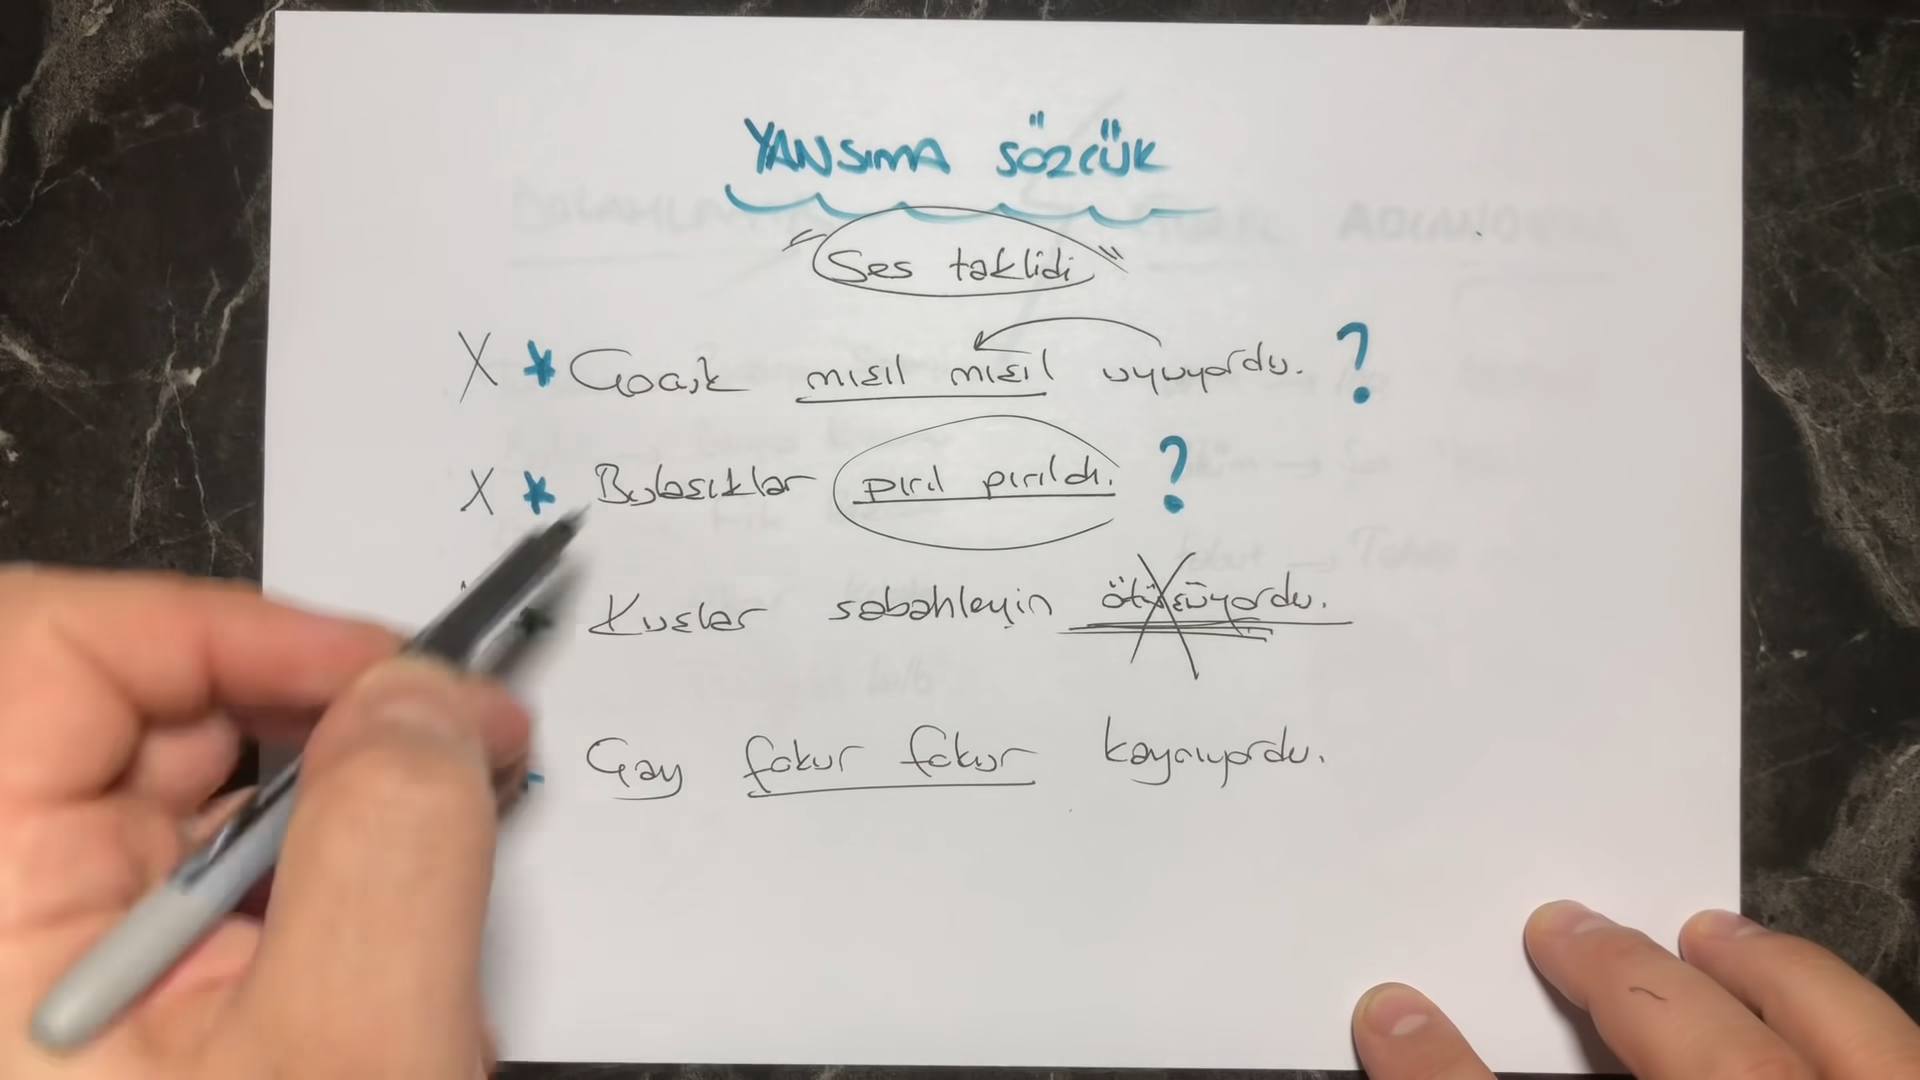 YANSIMA SÖZCÜK
"Ses taklidi"
X * Çocuk mışıl mışıl uyuyordu. ?
X * Bulaşıklar pırıl pırıldı. ?
Kuşlar sabahleyin ötüşüyordu.
Çay fokur fokur kaynıyordu.